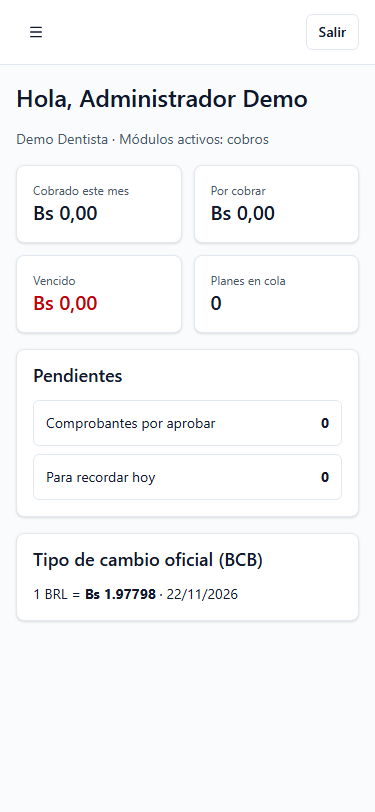 ☰
Salir
Hola, Administrador Demo
Demo Dentista · Módulos activos: cobros
Cobrado este mes
Bs 0,00
Por cobrar
Bs 0,00
Vencido
Bs 0,00
Planes en cola
0
Pendientes
Comprobantes por aprobar 0
Para recordar hoy 0
Tipo de cambio oficial (BCB)
1 BRL = Bs 1.97798 · 22/11/2026